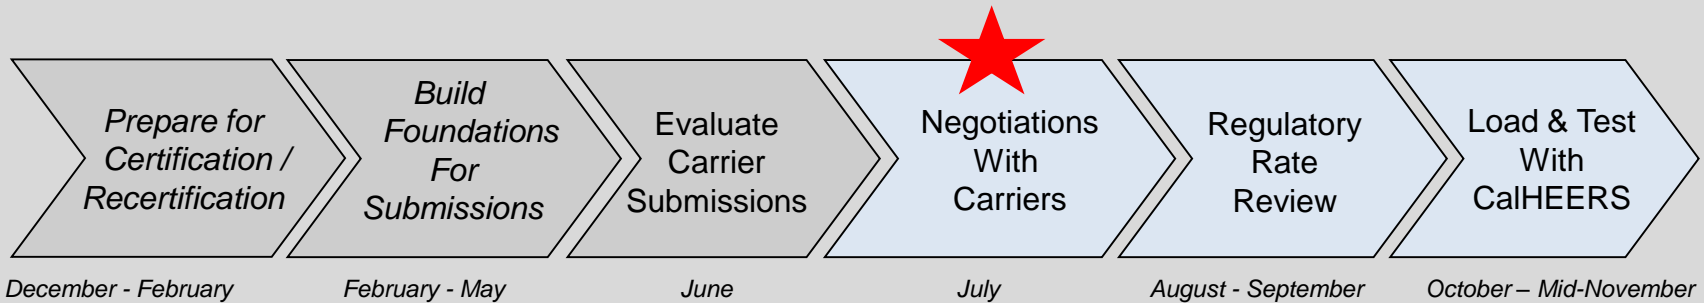 Prepare for
Certification /
Recertification
Build
Foundations
For
Submissions
Evaluate
Carrier
Submissions
Negotiations
With
Carriers
Regulatory
Rate
Review
Load & Test
With
CalHEERS
December - February
February - May
June
July
August - September
October – Mid-November